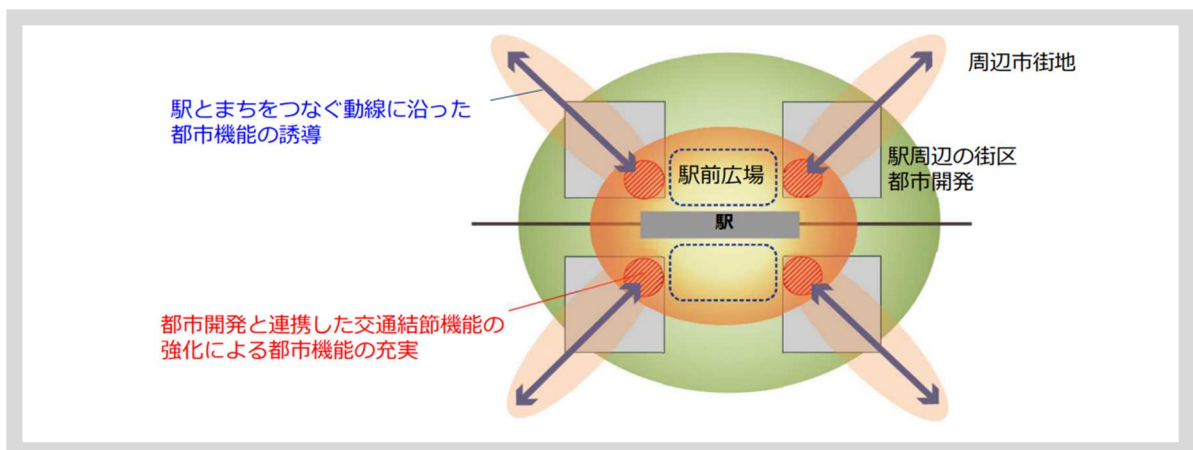 周辺市街地
駅とまちをつなぐ動線に沿った
都市機能の誘導
駅周辺の街区
都市開発
駅前広場
駅
都市開発と連携した交通結節機能の
強化による都市機能の充実